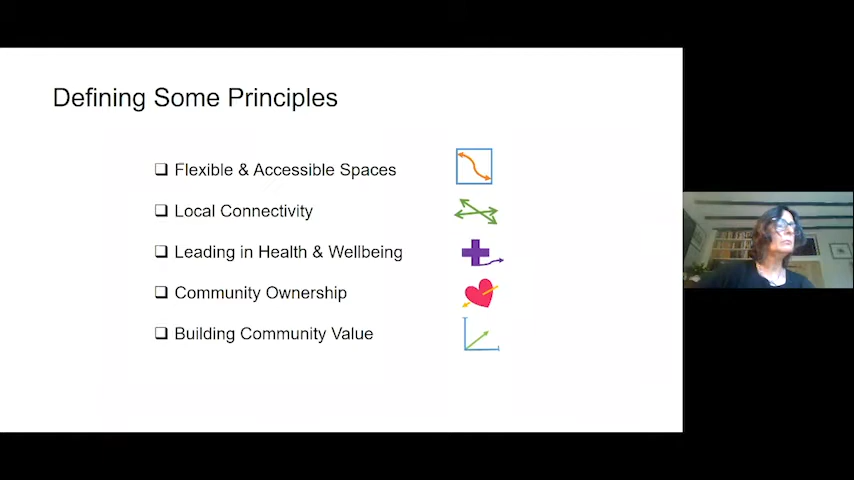 Defining Some Principles
Flexible & Accessible Spaces
Local Connectivity
Leading in Health & Wellbeing
Community Ownership
Building Community Value